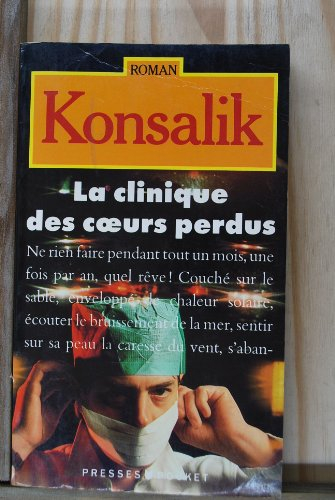 ROMAN
Konsalik
La clinique
des cœurs perdus
Ne rien faire pendant tout un mois, une
fois par an, quel rêve! Couché sur le
sable, enveloppé de chaleur solaire,
écouter le bruissement de la mer, sentir
sur sa peau la caresse du vent, s'aban-
PRESSES POCKET